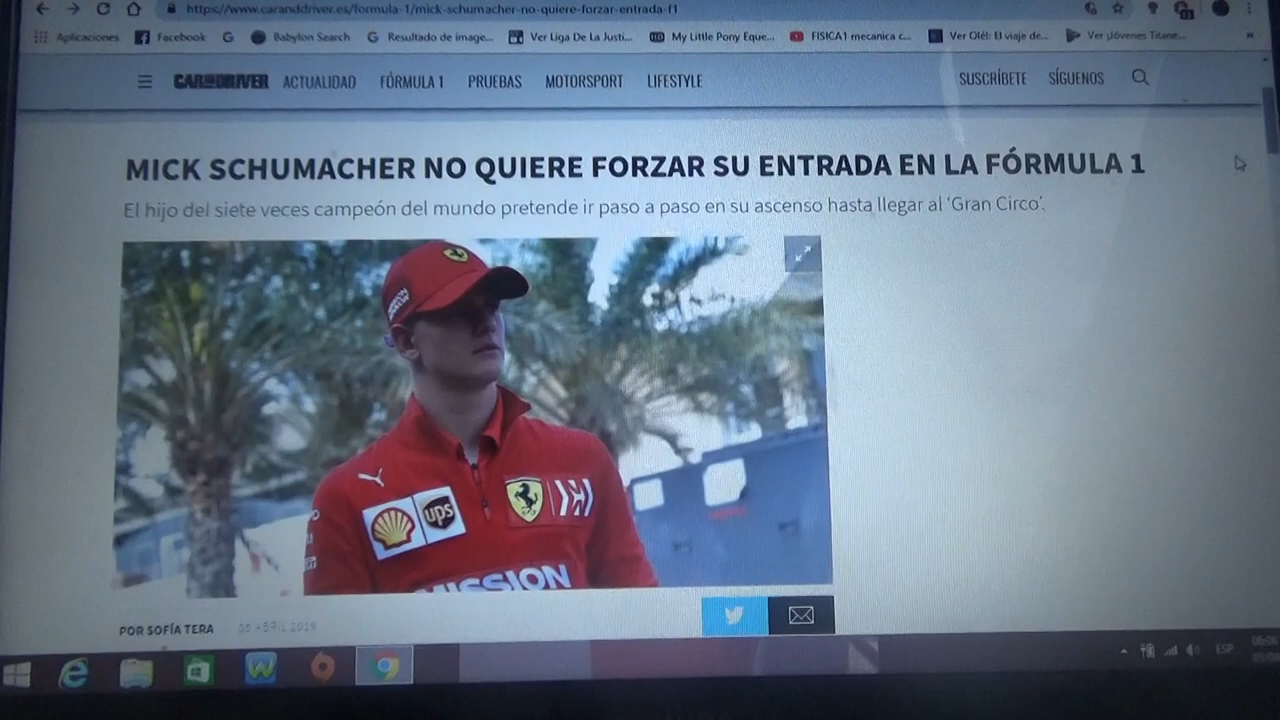 https://www.caranddriver.es/formula-1/mick-schumacher-no-quiere-forzar-entrada-f1
Aplicaciones Facebook Babylon Search Resultado de image... Ver Liga De La Justi... My Little Pony Eque... FISICA1 mecanica c... Ver Olé!: El viaje de... Ver ¡Jóvenes Titane... »
CAR AND DRIVER ACTUALIDAD FÓRMULA 1 PRUEBAS MOTORSPORT LIFESTYLE SUSCRÍBETE SÍGUENOS
MICK SCHUMACHER NO QUIERE FORZAR SU ENTRADA EN LA FÓRMULA 1
El hijo del siete veces campeón del mundo pretende ir paso a paso en su ascenso hasta llegar al 'Gran Circo'.
ups
MISSION
POR SOFÍA TERA
ESP